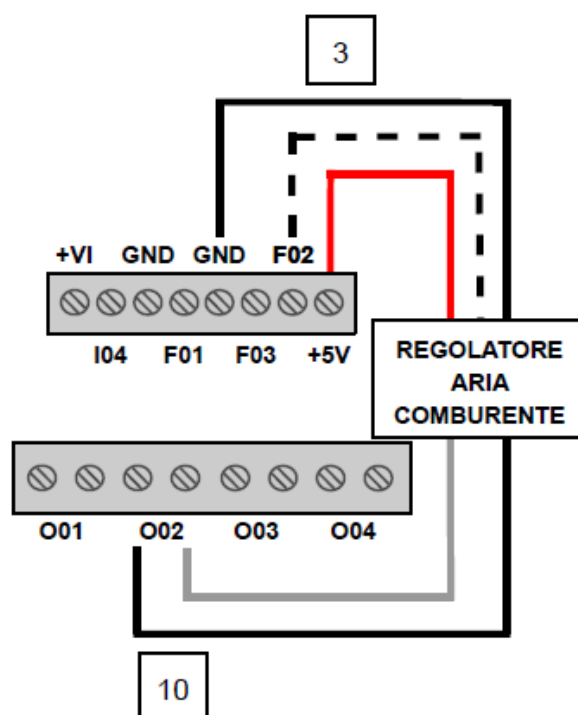 3
+VI GND GND F02
I04 F01 F03 +5V
REGOLATORE
ARIA
COMBURENTE
O01 O02 O03 O04
10